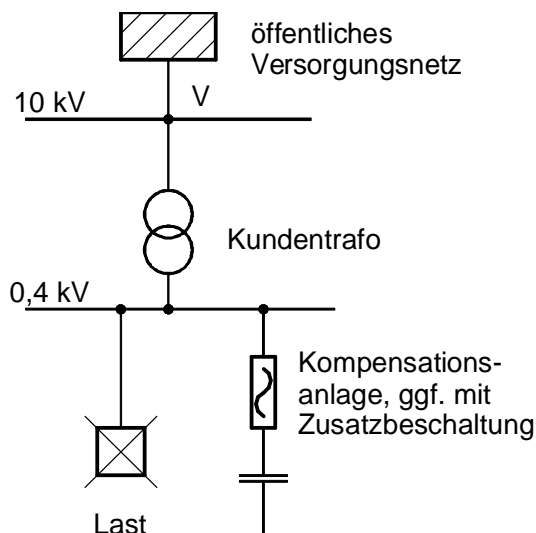 öffentliches
Versorgungsnetz
10 kV
V
Kundentrafo
0,4 kV
Kompensations-
anlage, ggf. mit
Zusatzbeschaltung
Last